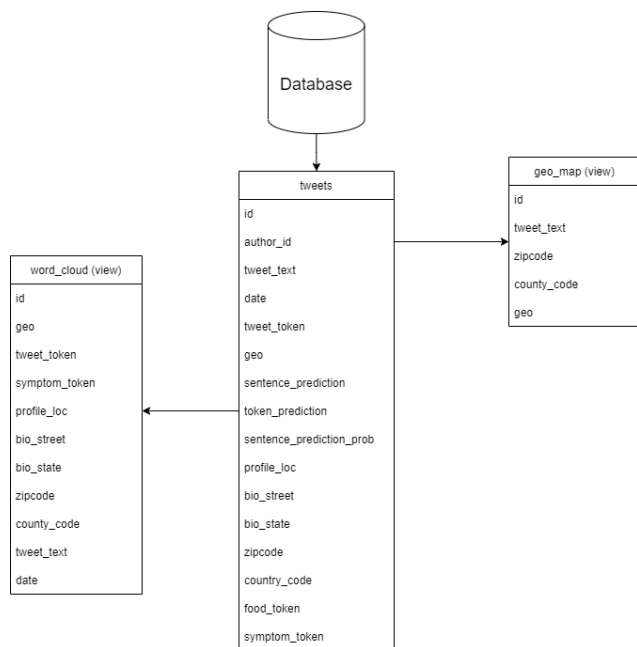 Database
tweets
id
author_id
tweet_text
date
tweet_token
geo
sentence_prediction
token_prediction
sentence_prediction_prob
profile_loc
bio_street
bio_state
zipcode
country_code
food_token
symptom_token
geo_map (view)
id
tweet_text
zipcode
county_code
geo
word_cloud (view)
id
geo
tweet_token
symptom_token
profile_loc
bio_street
bio_state
zipcode
county_code
tweet_text
date